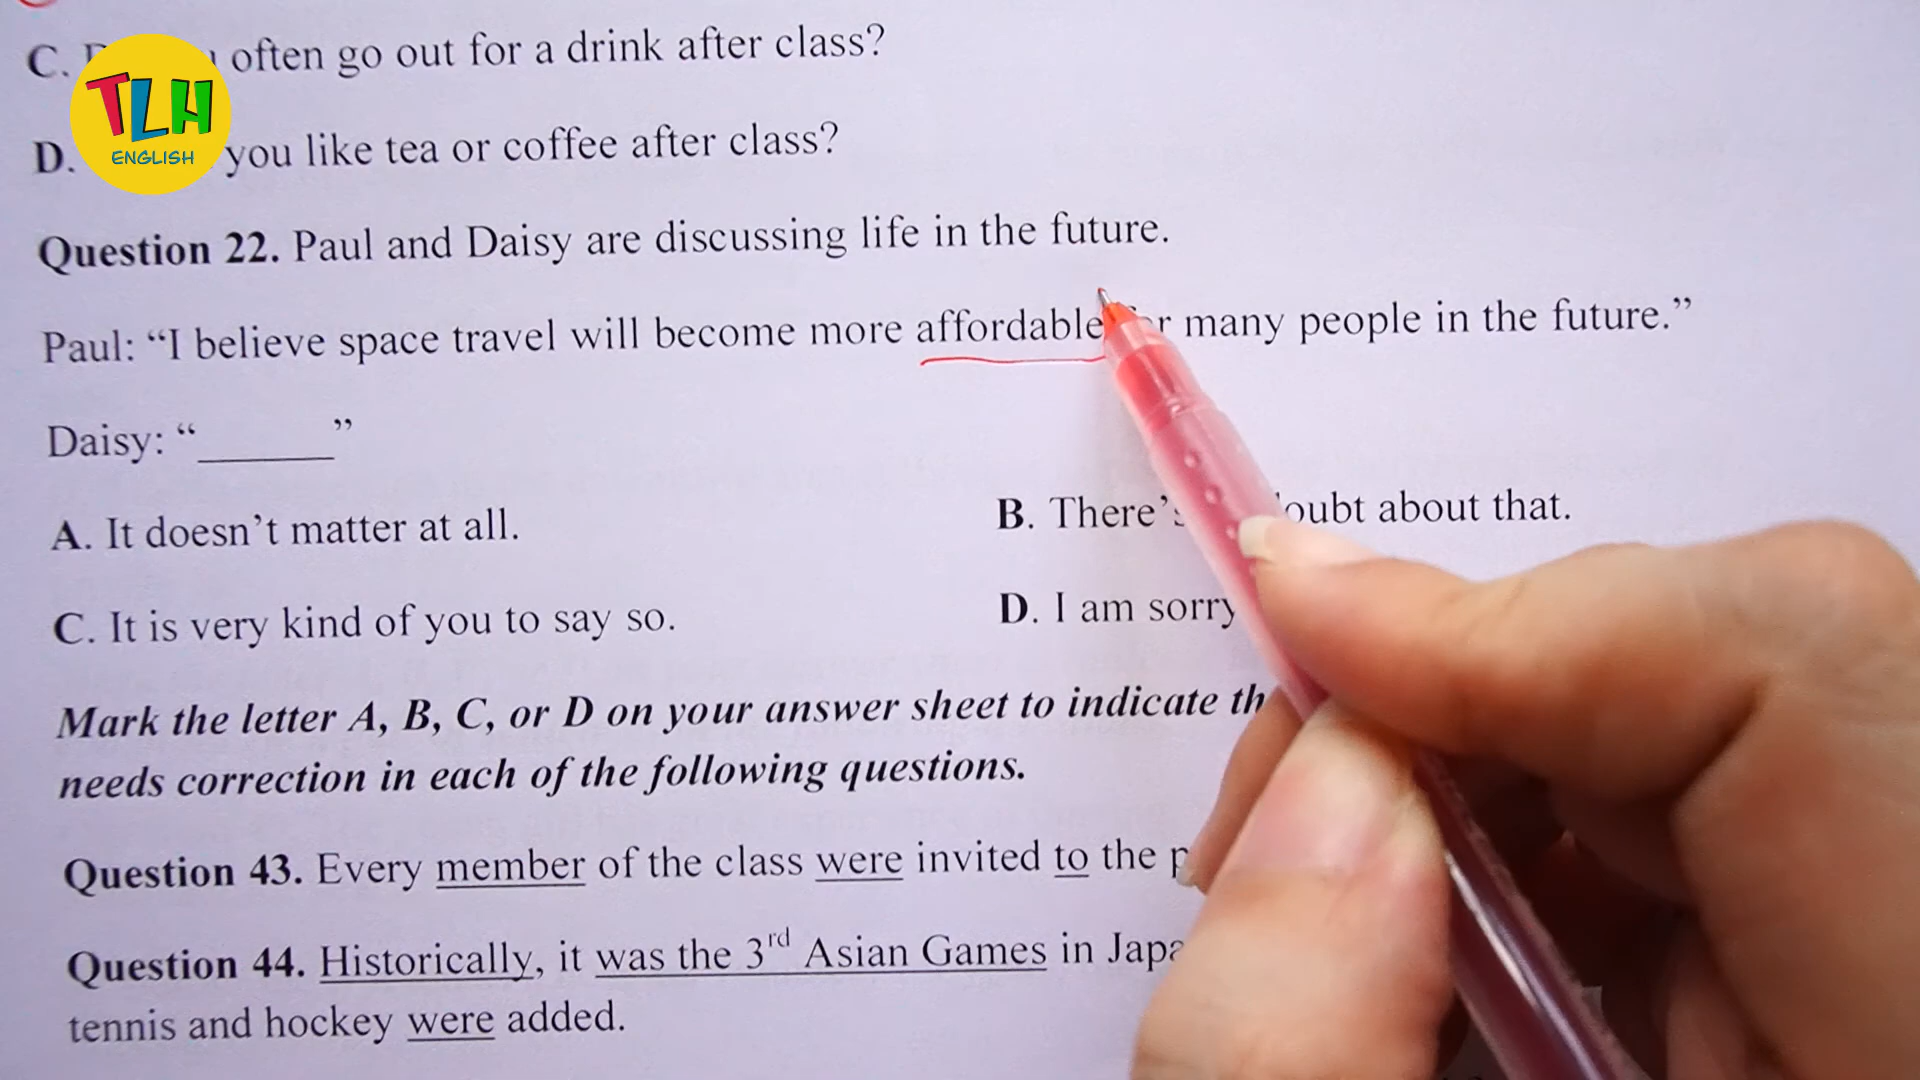 C. often go out for a drink after class?
TLH
ENGLISH
D. you like tea or coffee after class?
Question 22. Paul and Daisy are discussing life in the future.
Paul: “I believe space travel will become more affordable many people in the future.”
Daisy: “______”
A. It doesn’t matter at all.
B. There’s doubt about that.
C. It is very kind of you to say so.
D. I am sorry
Mark the letter A, B, C, or D on your answer sheet to indicate
needs correction in each of the following questions.
Question 43. Every member of the class were invited to the
Question 44. Historically, it was the 3rd Asian Games in
tennis and hockey were added.